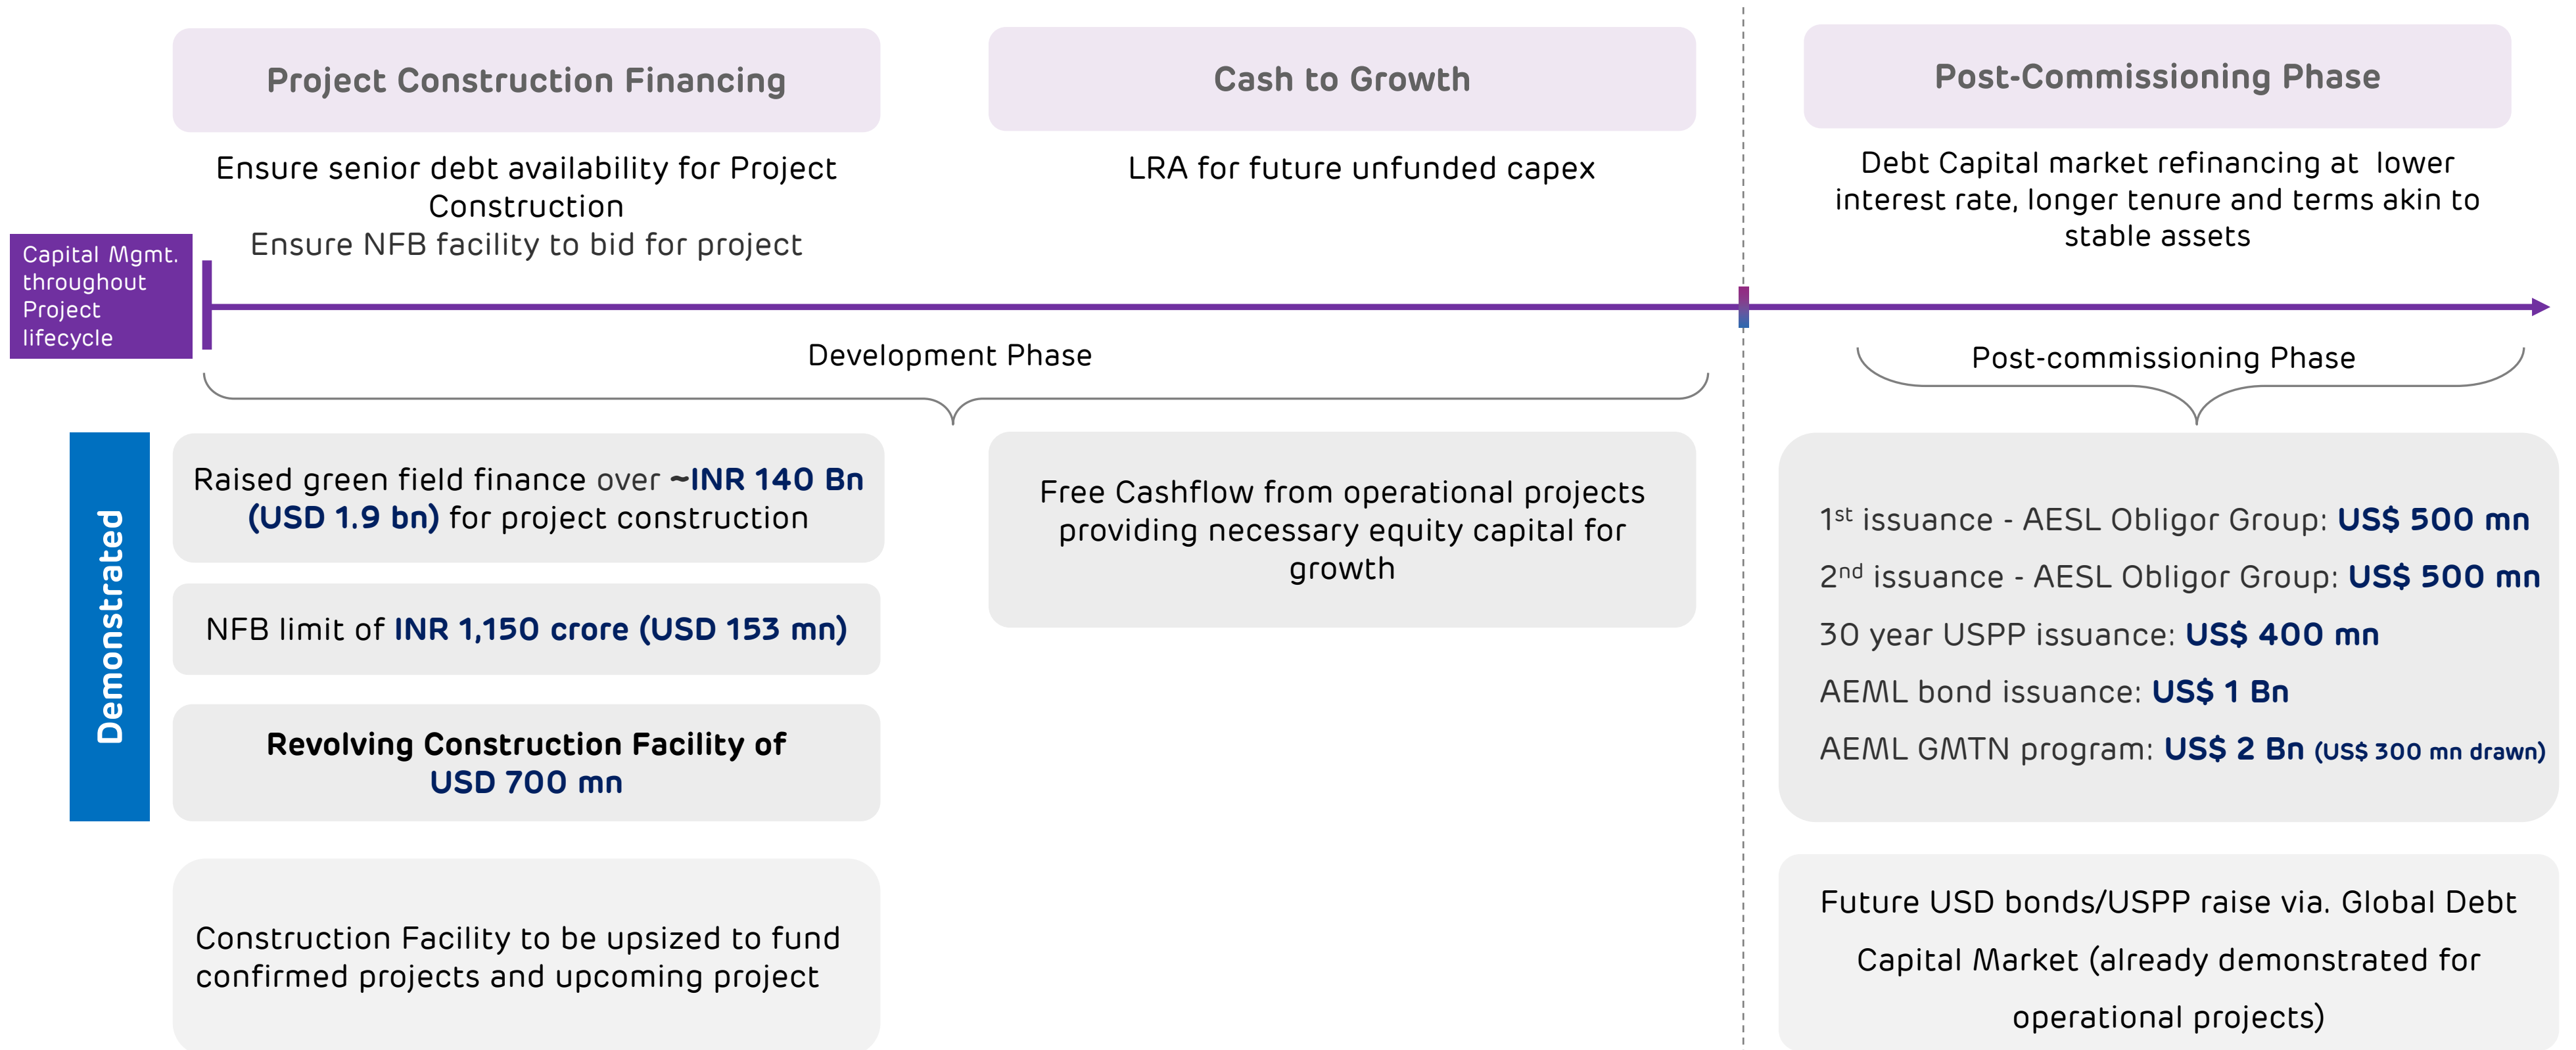 Project Construction Financing
Ensure senior debt availability for Project
Construction
Ensure NFB facility to bid for project
Cash to Growth
LRA for future unfunded capex
Post-Commissioning Phase
Debt Capital market refinancing at lower
interest rate, longer tenure and terms akin to
stable assets
Capital Mgmt.
throughout
Project
lifecycle
Development Phase
Post-commissioning Phase
Demonstrated
Raised green field finance over ~INR 140 Bn
(USD 1.9 bn) for project construction
NFB limit of INR 1,150 crore (USD 153 mn)
Revolving Construction Facility of
USD 700 mn
Construction Facility to be upsized to fund
confirmed projects and upcoming project
Free Cashflow from operational projects
providing necessary equity capital for
growth
1st issuance - AESL Obligor Group: US$ 500 mn
2nd issuance - AESL Obligor Group: US$ 500 mn
30 year USPP issuance: US$ 400 mn
AEML bond issuance: US$ 1 Bn
AEML GMTN program: US$ 2 Bn (US$ 300 mn drawn)
Future USD bonds/USPP raise via. Global Debt
Capital Market (already demonstrated for
operational projects)